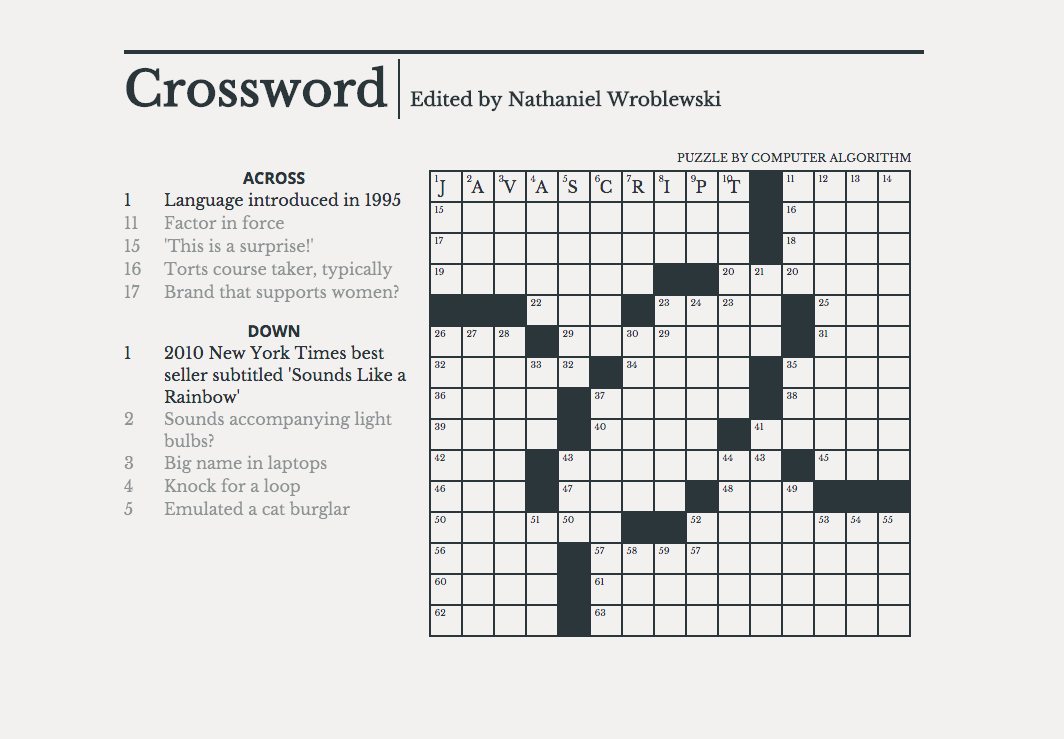 Crossword
Edited by Nathaniel Wroblewski
PUZZLE BY COMPUTER ALGORITHM
ACROSS
1 Language introduced in 1995
11 Factor in force
15 'This is a surprise!'
16 Torts course taker, typically
17 Brand that supports women?
DOWN
1 2010 New York Times best
seller subtitled 'Sounds Like a
Rainbow'
2 Sounds accompanying light
bulbs?
3 Big name in laptops
4 Knock for a loop
5 Emulated a cat burglar
1 J 2 A 3 V 4 A 5 S 6 C 7 R 8 I 9 P 10 T 11 12 13 14
15 16
17 18
19 20 21 20
22 23 24 23 25
26 27 28 29 30 29 31
32 33 32 34 35
36 37 38
39 40 41
42 43 44 43 45
46 47 48 49
50 51 50 52 53 54 55
56 57 58 59 57
60 61
62 63